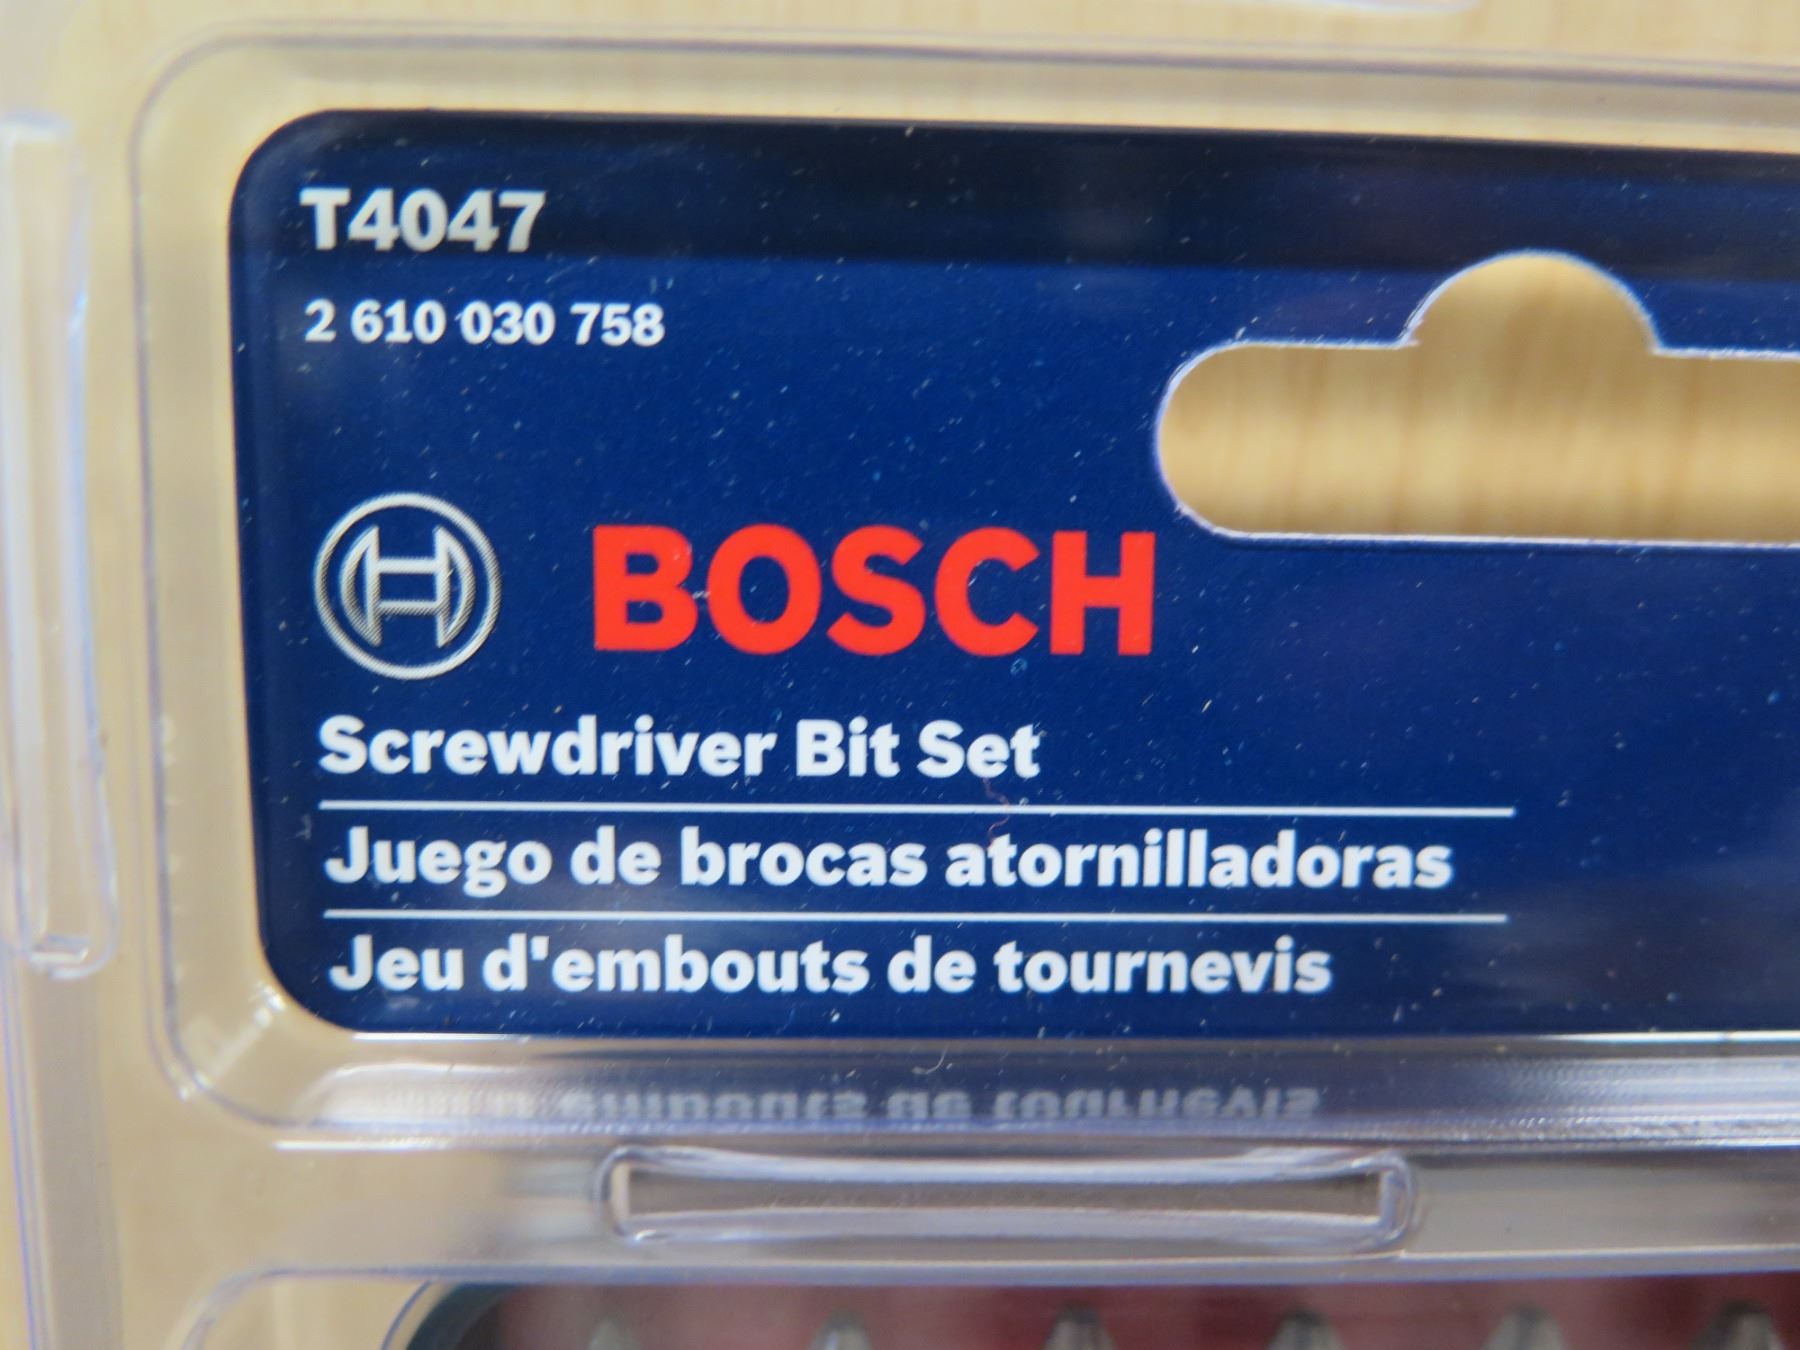 T4047
2 610 030 758
BOSCH
Screwdriver Bit Set
Juego de brocas atornilladoras
Jeu d'embouts de tournevis